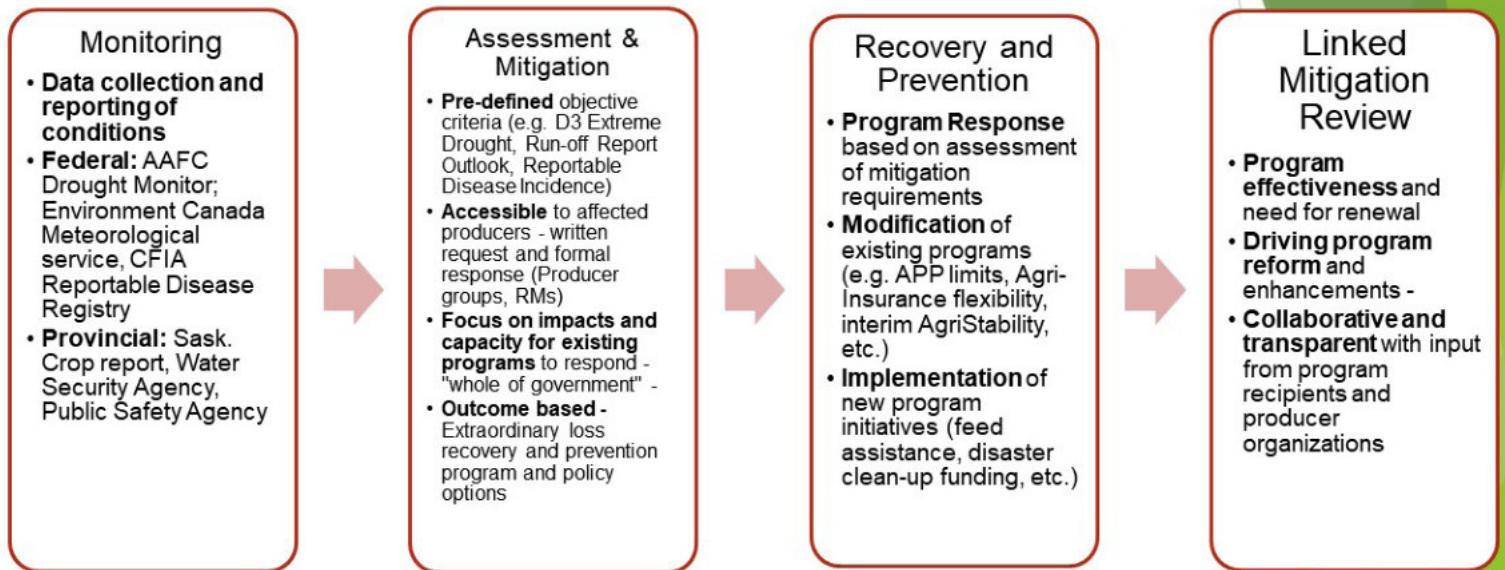 Monitoring
• Data collection and
reporting of
conditions
• Federal: AAFC
Drought Monitor;
Environment Canada
Meteorological
service, CFIA
Reportable Disease
Registry
• Provincial: Sask.
Crop report, Water
Security Agency,
Public Safety Agency
Assessment &
Mitigation
• Pre-defined objective
criteria (e.g. D3 Extreme
Drought, Run-off Report
Outlook, Reportable
Disease Incidence)
• Accessible to affected
producers - written
request and formal
response (Producer
groups, RMs)
• Focus on impacts and
capacity for existing
programs to respond -
"whole of government" -
• Outcome based -
Extraordinary loss
recovery and prevention
program and policy
options
Recovery and
Prevention
• Program Response
based on assessment
of mitigation
requirements
• Modification of
existing programs
(e.g. APP limits, Agri-
Insurance flexibility,
interim AgriStability,
etc.)
• Implementation of
new program
initiatives (feed
assistance, disaster
clean-up funding, etc.)
Linked
Mitigation
Review
• Program
effectiveness and
need for renewal
• Driving program
reform and
enhancements -
• Collaborative and
transparent with input
from program
recipients and
producer
organizations